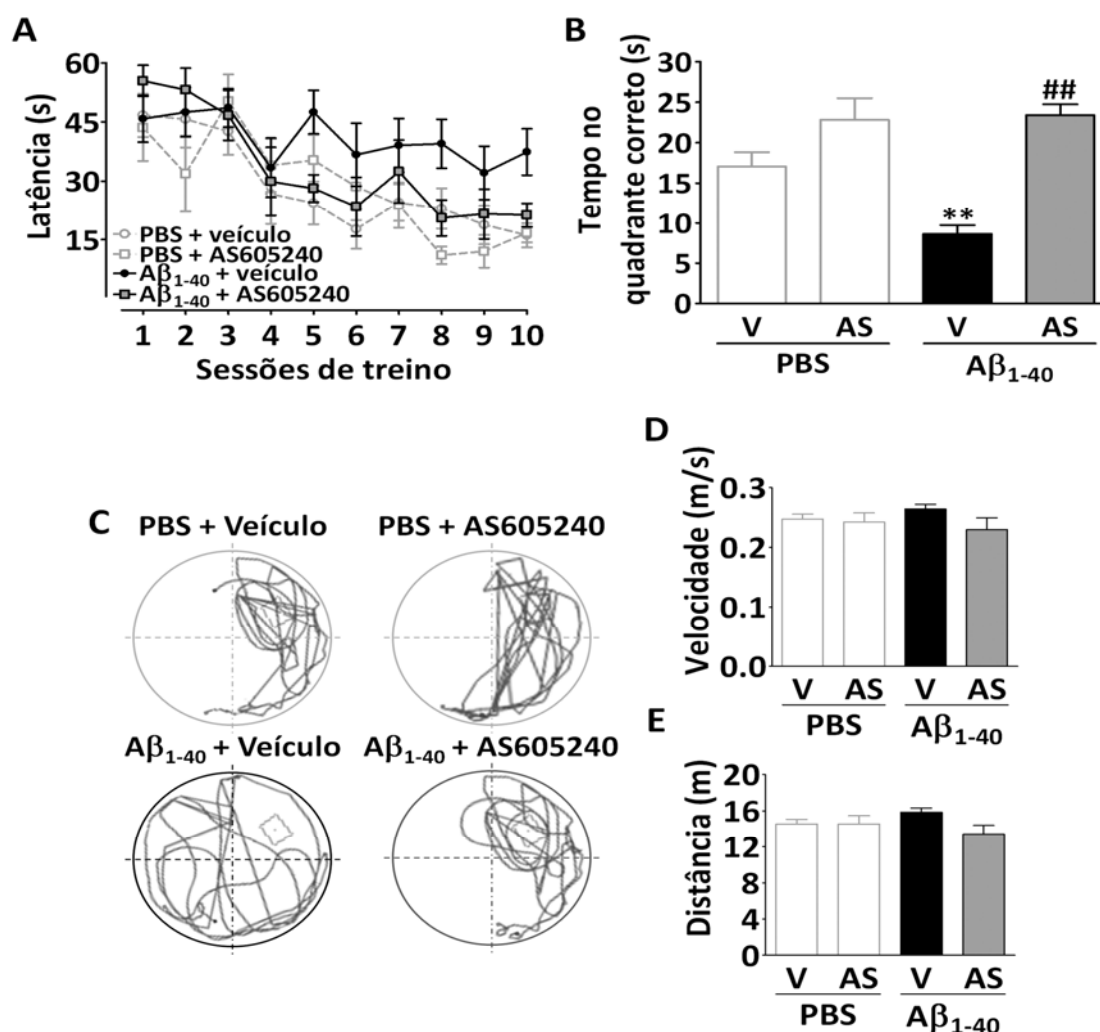 A
Latência (s)
60
45
30
15
PBS + veículo
PBS + AS605240
Aβ1-40 + veículo
Aβ1-40 + AS605240
1 2 3 4 5 6 7 8 9 10
Sessões de treino
B
Tempo no
quadrante correto (s)
30
25
20
15
10
5
0
**
##
V AS V AS
PBS Aβ1-40
C
PBS + Veículo PBS + AS605240
Aβ1-40 + Veículo Aβ1-40 + AS605240
D
Velocidade (m/s)
0.3
0.2
0.1
0.0
V AS V AS
PBS Aβ1-40
E
Distância (m)
20
16
12
8
4
0
V AS V AS
PBS Aβ1-40